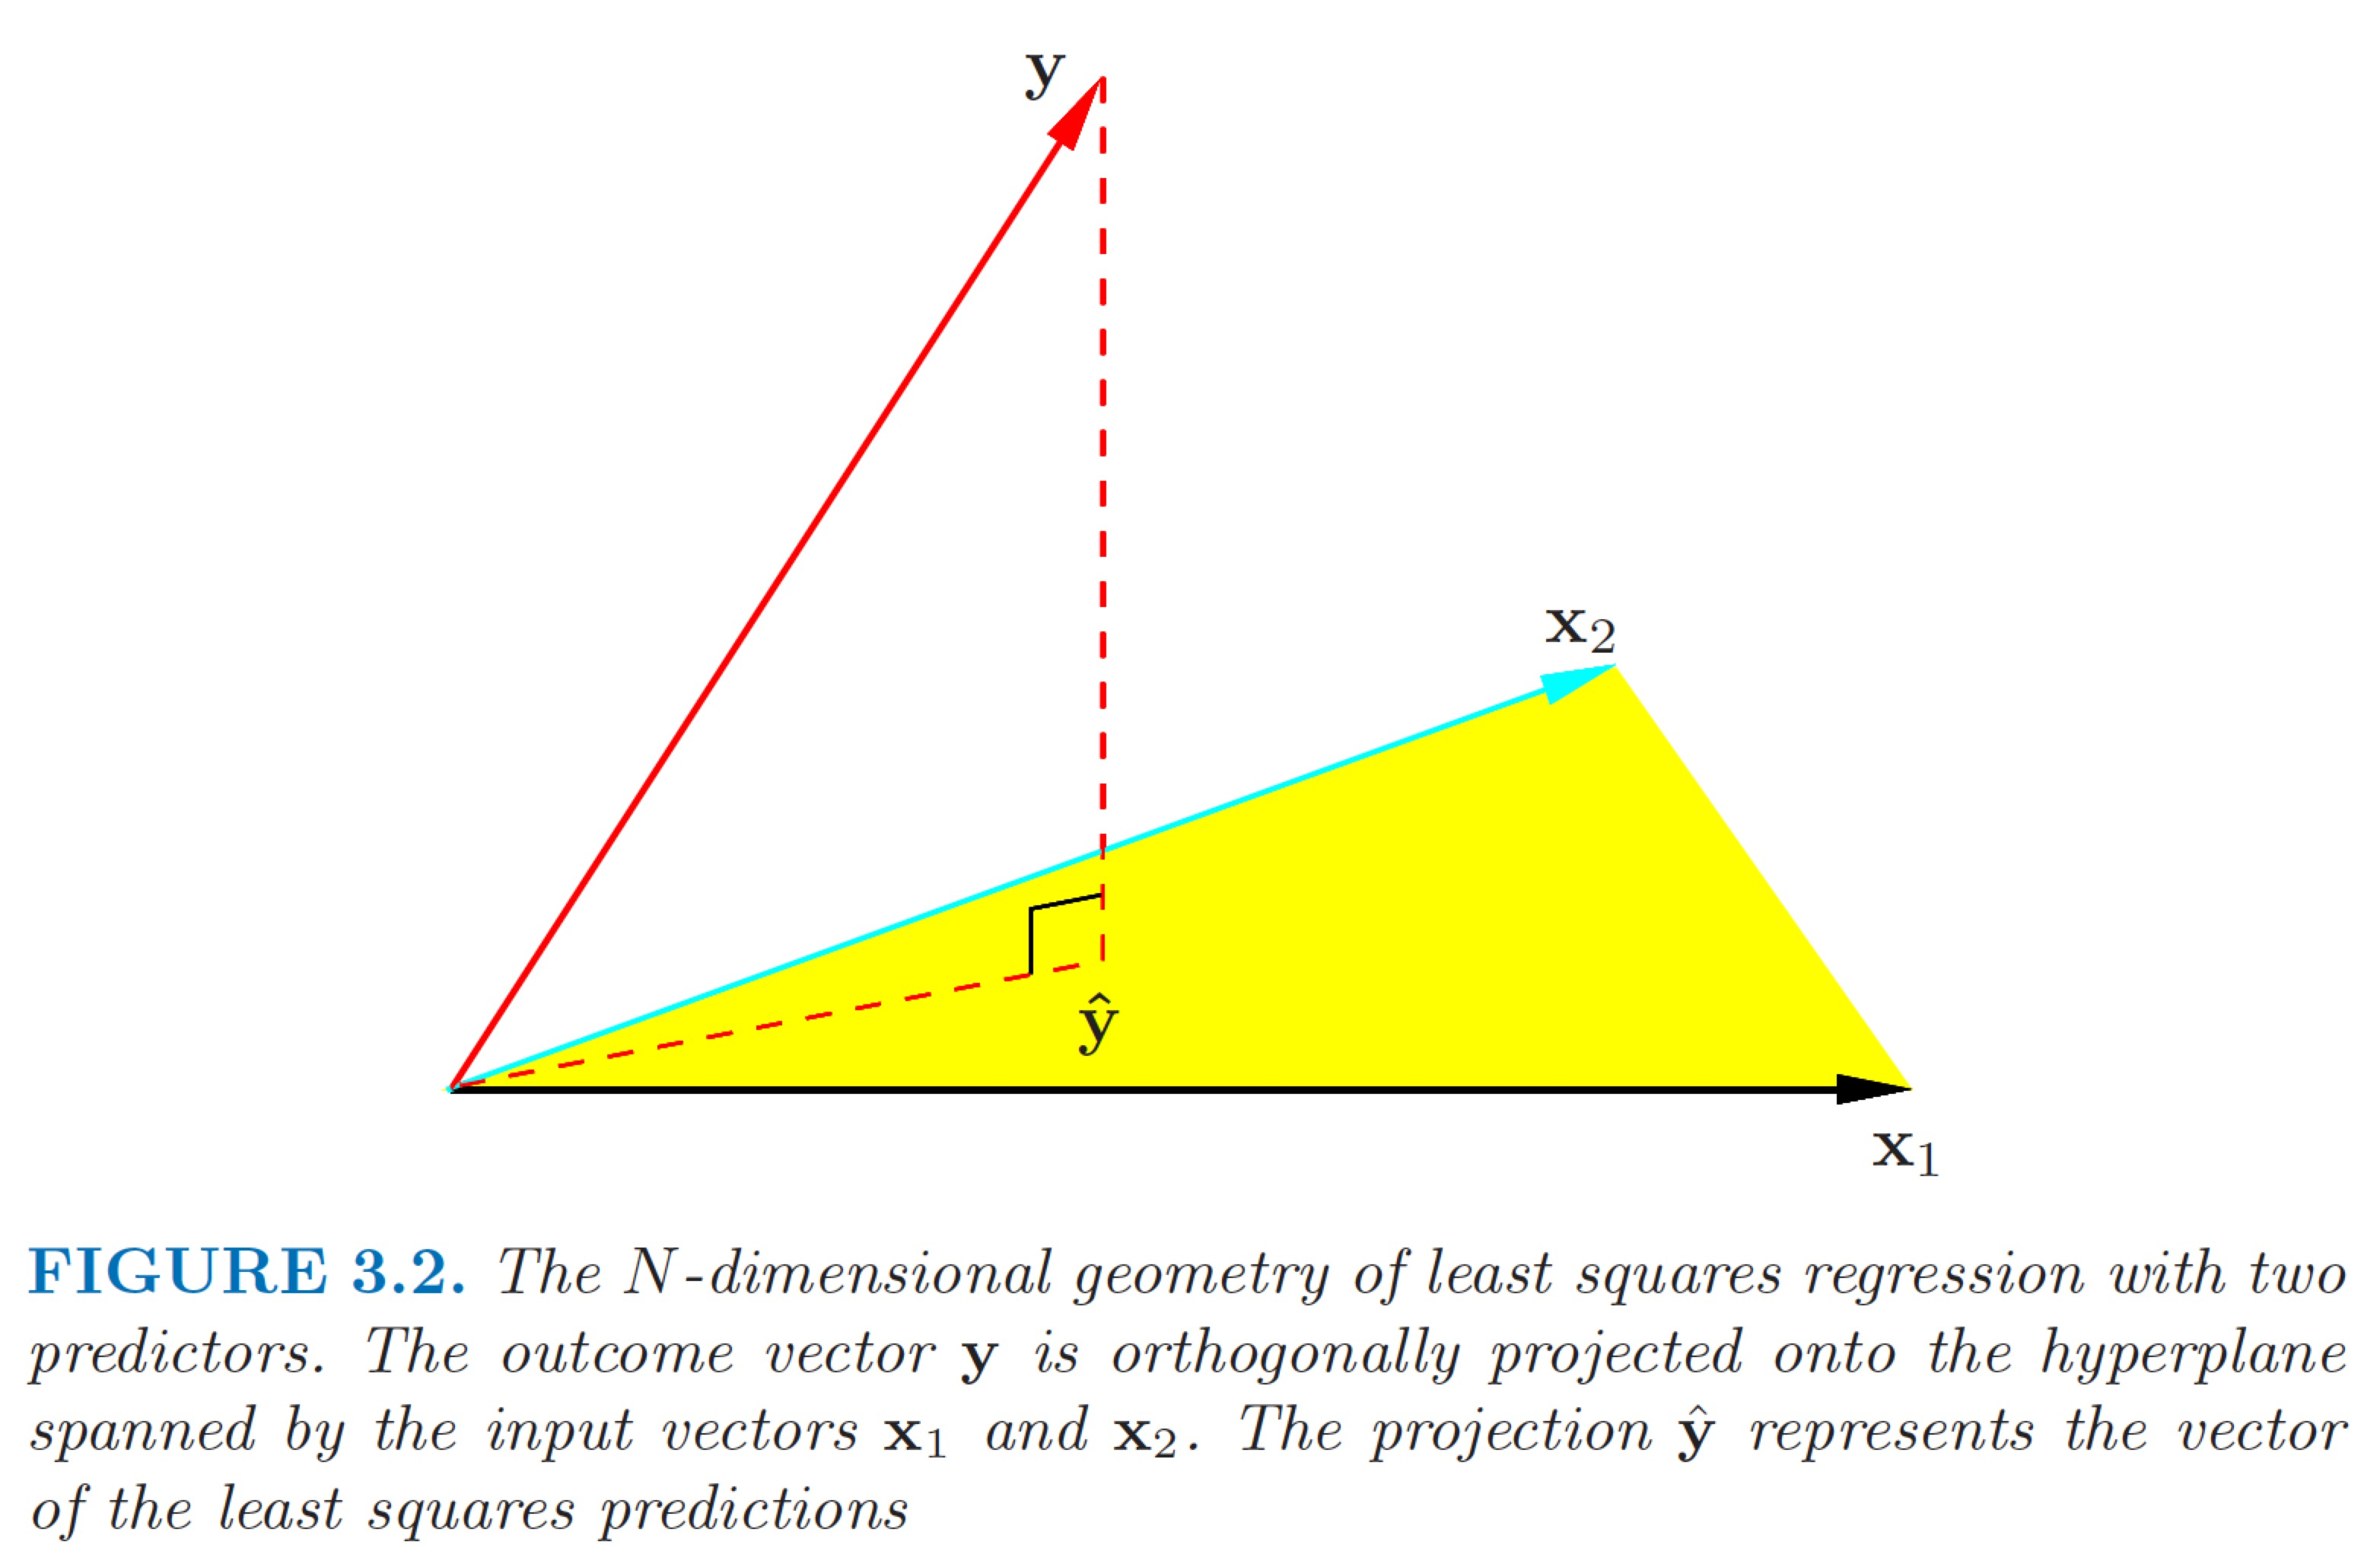 y
x₂
ŷ
x₁
FIGURE 3.2. The N-dimensional geometry of least squares regression with two
predictors. The outcome vector y is orthogonally projected onto the hyperplane
spanned by the input vectors x₁ and x₂. The projection ŷ represents the vector
of the least squares predictions